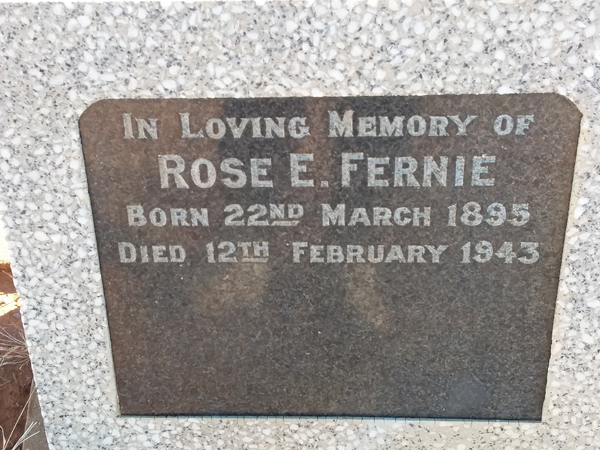 In Loving Memory of
ROSE E. FERNIE
Born 22ND March 1895
Died 12TH February 1943